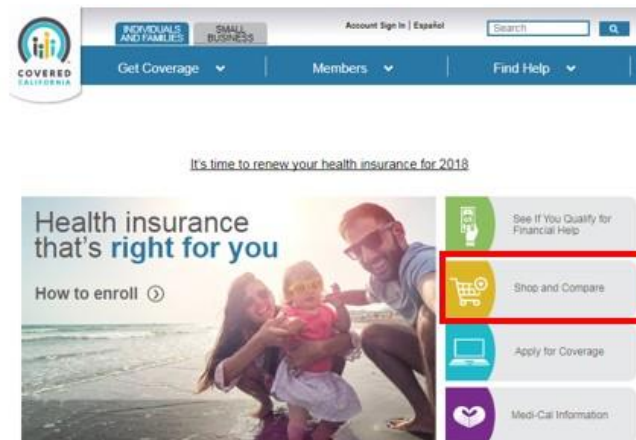 INDIVIDUALS AND FAMILIES
SMALL BUSINESS
Account Sign In | Español
Search
COVERED
CALIFORNIA
Get Coverage
Members
Find Help
It's time to renew your health insurance for 2018
Health insurance
that's right for you
How to enroll
See If You Qualify for
Financial Help
Shop and Compare
Apply for Coverage
Medi-Cal Information